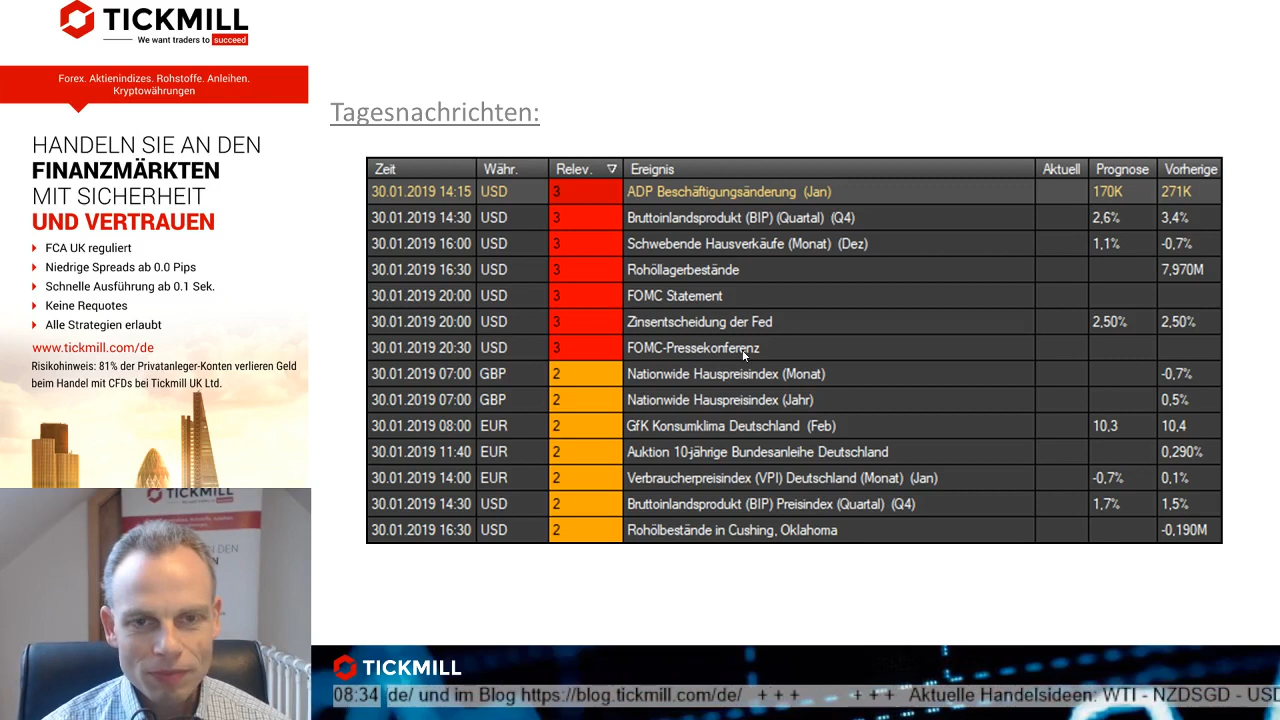 TICKMILL
We want traders to succeed
Forex. Aktienindizes. Rohstoffe. Anleihen.
Kryptowährungen
HANDELN SIE AN DEN
FINANZMÄRKTEN
MIT SICHERHEIT
UND VERTRAUEN
FCA UK reguliert
Niedrige Spreads ab 0.0 Pips
Schnelle Ausführung ab 0.1 Sek.
Keine Requotes
Alle Strategien erlaubt
www.tickmill.com/de
Risikohinweis: 81% der Privatanleger-Konten verlieren Geld
beim Handel mit CFDs bei Tickmill UK Ltd.
TICKMILL
Tagesnachrichten:
Zeit Währ. Relev. Ereignis Aktuell Prognose Vorherige
30.01.2019 14:15 USD 3 ADP Beschäftigungsänderung (Jan) 170K 271K
30.01.2019 14:30 USD 3 Bruttoinlandsprodukt (BIP) (Quartal) (Q4) 2,6% 3,4%
30.01.2019 16:00 USD 3 Schwebende Hausverkäufe (Monat) (Dez) 1,1% -0,7%
30.01.2019 16:30 USD 3 Rohöllagerbestände 7,970M
30.01.2019 20:00 USD 3 FOMC Statement
30.01.2019 20:00 USD 3 Zinsentscheidung der Fed 2,50% 2,50%
30.01.2019 20:30 USD 3 FOMC-Pressekonferenz
30.01.2019 07:00 GBP 2 Nationwide Hauspreisindex (Monat) -0,7%
30.01.2019 07:00 GBP 2 Nationwide Hauspreisindex (Jahr) 0,5%
30.01.2019 08:00 EUR 2 GfK Konsumklima Deutschland (Feb) 10,3 10,4
30.01.2019 11:40 EUR 2 Auktion 10-jährige Bundesanleihe Deutschland 0,290%
30.01.2019 14:00 EUR 2 Verbraucherpreisindex (VPI) Deutschland (Monat) (Jan) -0,7% 0,1%
30.01.2019 14:30 USD 2 Bruttoinlandsprodukt (BIP) Preisindex (Quartal) (Q4) 1,7% 1,5%
30.01.2019 16:30 USD 2 Rohölbestände in Cushing, Oklahoma -0,190M
TICKMILL
08:34 de/ und im Blog https://blog.tickmill.com/de/ + + + + + + Aktuelle Handelsideen: WTI - NZDSGD - USD